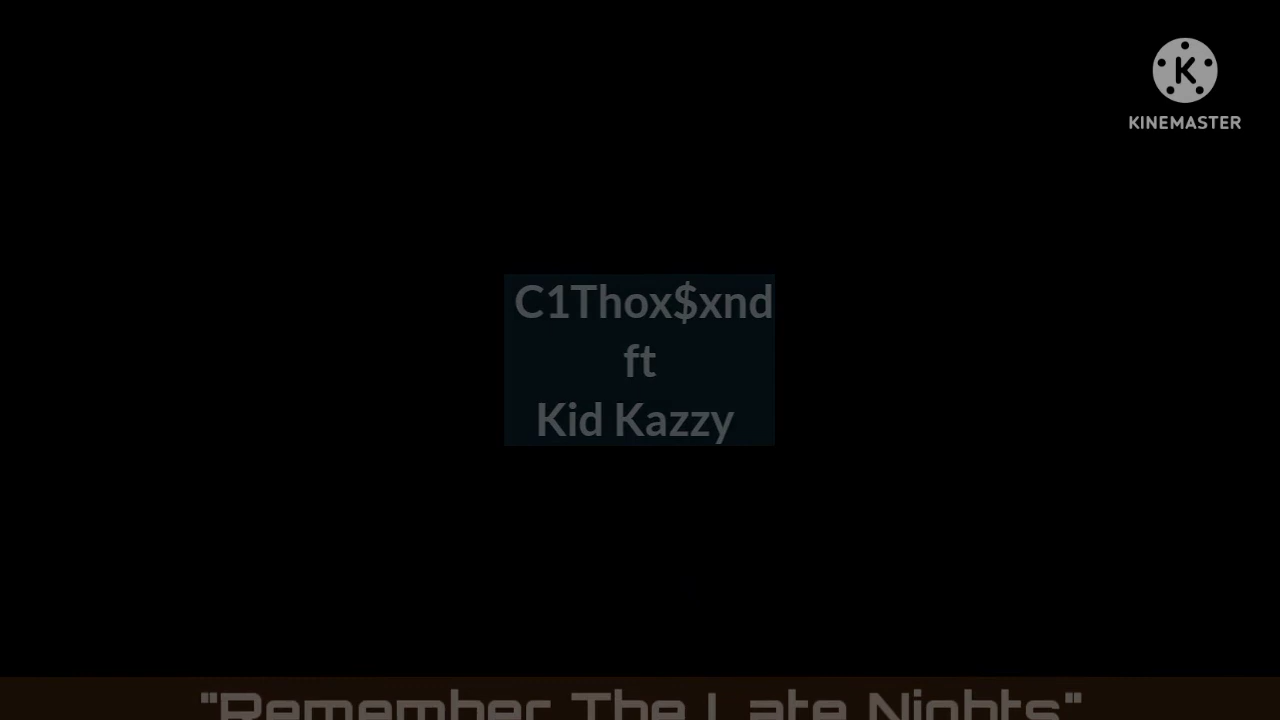 KINEMASTER
C1Thox$xnd
ft
Kid Kazzy
"Remember The Late Nights"